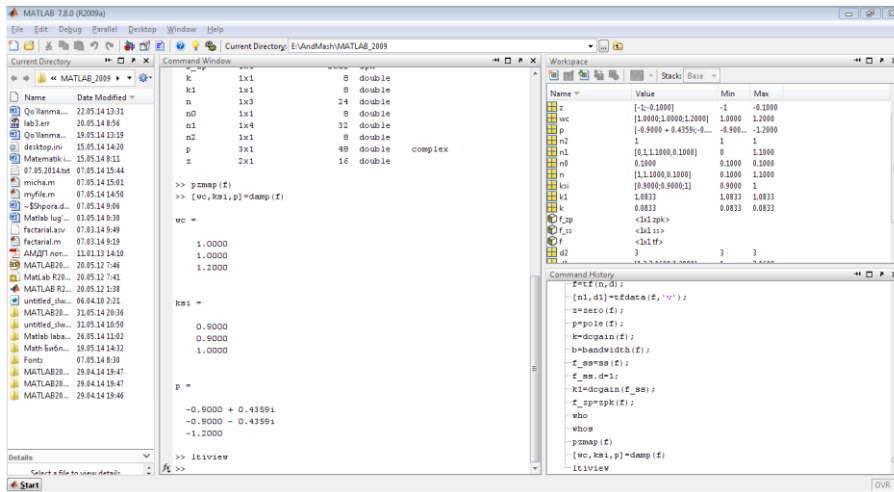 MATLAB 7.8.0 (R2009a)
File Edit Debug Parallel Desktop Window Help
Current Directory: E:\AndMash\MATLAB_2009
Current Directory
« MATLAB_2009
Name Date Modified
Qo'llanma... 22.05.14 13:31
lab3.err 20.05.14 8:56
Qo'llanma... 19.05.14 13:19
desktop.ini 15.05.14 14:20
Matematik i... 15.05.14 8:11
07.05.2014.txt 07.05.14 15:44
micha.m 07.05.14 15:01
myfile.m 07.05.14 14:50
~$Shpora.d... 07.05.14 9:06
Matlab lug'... 03.05.14 0:30
factarial.asv 07.03.14 9:49
factarial.m 07.03.14 9:19
АМДП лот... 11.01.13 14:10
MATLAB20... 20.05.12 7:46
MatLab R20... 20.05.12 7:41
MATLAB R2... 20.05.12 1:38
untitled_slw... 06.04.10 2:21
MATLAB20... 31.05.14 20:36
untitled_slw... 31.05.14 10:50
Matlab laba... 26.05.14 11:02
Math Библ... 19.05.14 14:32
Fonts 07.05.14 8:30
MATLAB20... 29.04.14 19:47
MATLAB20... 29.04.14 19:47
MATLAB20... 29.04.14 19:46
Details
Select a file to view details
Start
Command Window
k 1x1 8 double
k1 1x1 8 double
n 1x3 24 double
n0 1x1 8 double
n1 1x4 32 double
n2 1x1 8 double
p 3x1 48 double complex
z 2x1 16 double
>> pzmap(f)
>> [wc,ksi,p]=damp(f)
wc =
1.0000
1.0000
1.2000
ksi =
0.9000
0.9000
1.0000
p =
-0.9000 + 0.4359i
-0.9000 - 0.4359i
-1.2000
>> ltiview
fx >>
Workspace
Stack: Base
Name Value Min Max
z [-1;-0.1000] -1 -0.1000
wc [1.0000;1.0000;1.2000] 1.0000 1.2000
p [-0.9000 + 0.4359i;-0.... -0.900... -1.2000
n2 1 1 1
n1 [0,1,1.1000,0.1000] 0 1.1000
n0 0.1000 0.1000 0.1000
n [1,1.1000,0.1000] 0.1000 1.1000
ksi [0.9000;0.9000;1] 0.9000 1
k1 1.0833 1.0833 1.0833
k 0.0833 0.0833 0.0833
f_zp <1x1 zpk>
f_ss <1x1 ss>
f <1x1 tf>
d2 3 3 3
Command History
f=tf(n,d);
[n1,d1]=tfdata(f,'v');
z=zero(f);
p=pole(f);
k=dcgain(f);
b=bandwidth(f);
f_ss=ss(f);
f_ss.d=1;
k1=dcgain(f_ss);
f_zp=zpk(f);
who
whos
pzmap(f)
[wc,ksi,p]=damp(f)
ltiview
OVR